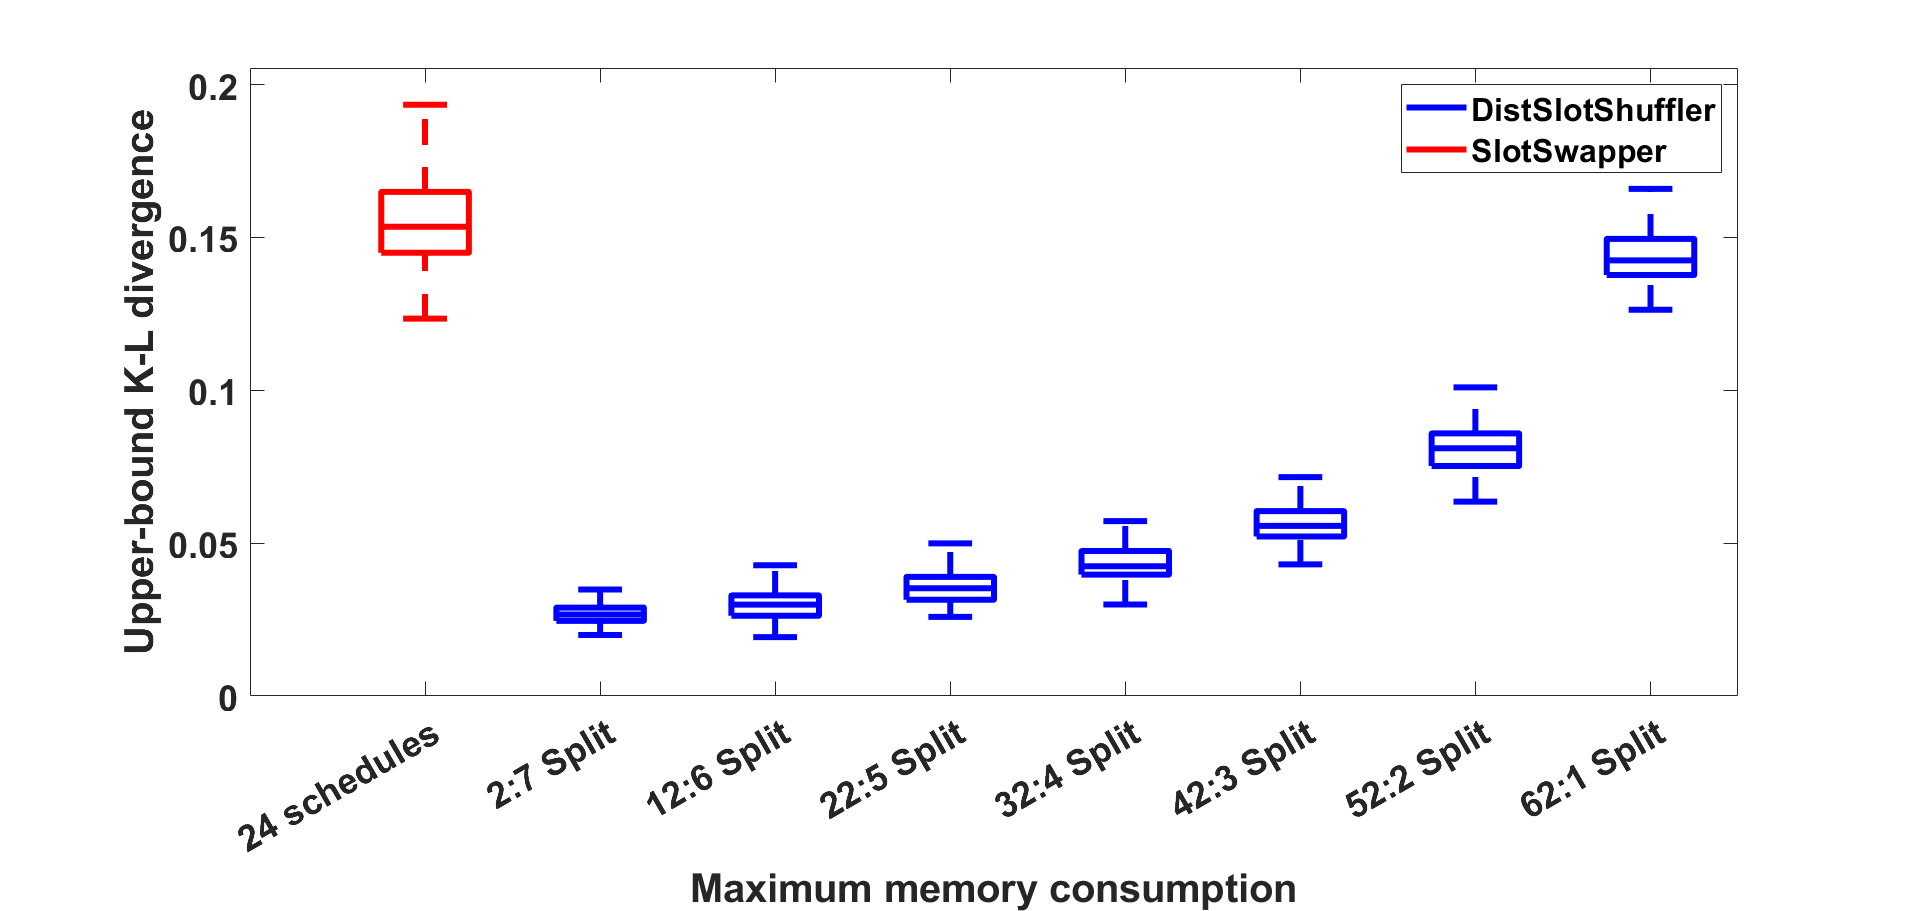 Upper-bound K-L divergence
0.2
0.15
0.1
0.05
0
DistSlotShuffler
SlotSwapper
24 schedules
2:7 Split
12:6 Split
22:5 Split
32:4 Split
42:3 Split
52:2 Split
62:1 Split
Maximum memory consumption